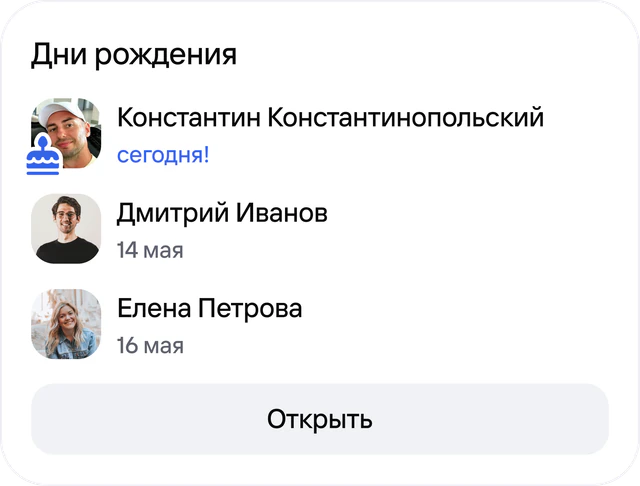 Дни рождения
Константин Константинопольский
сегодня!
Дмитрий Иванов
14 мая
Елена Петрова
16 мая
Открыть